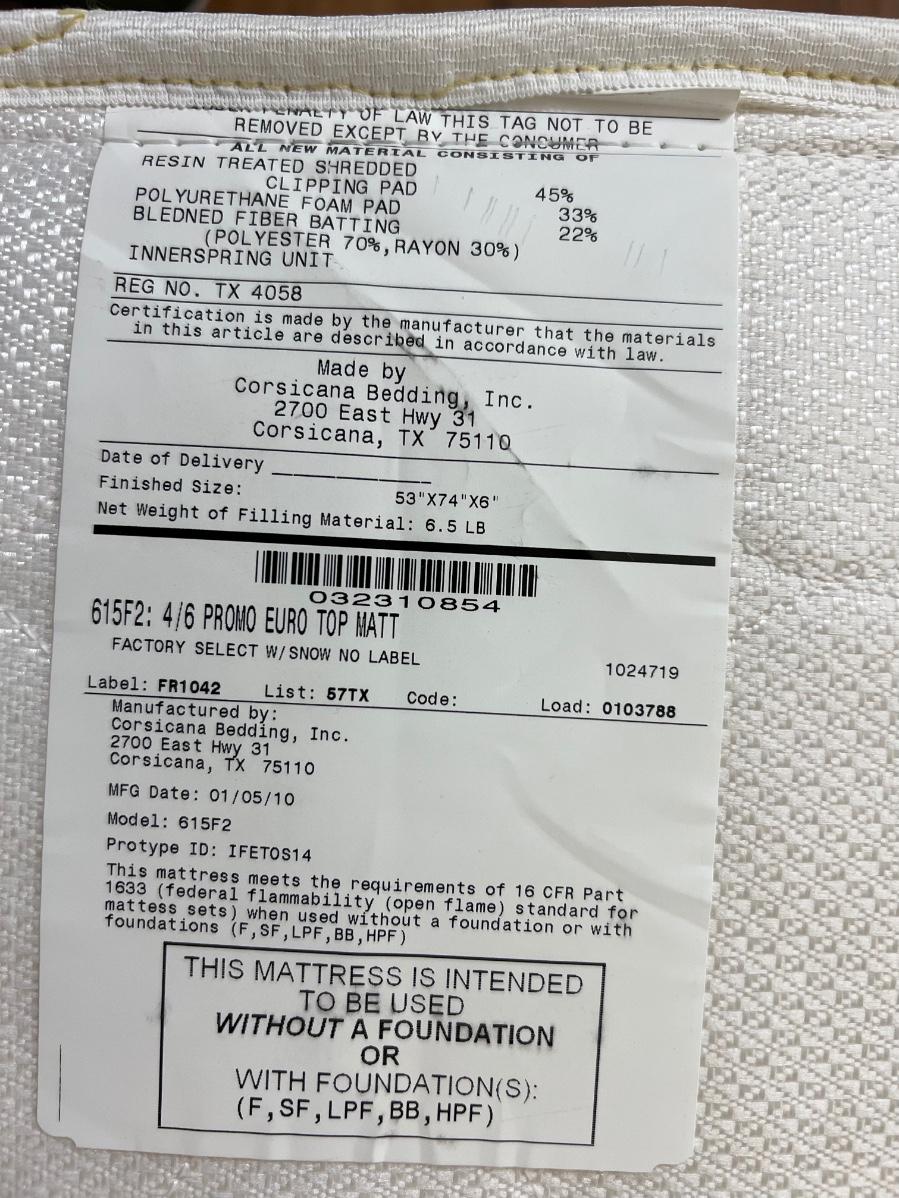 OF LAW THIS TAG NOT TO BE
REMOVED EXCEPT BY THE CONSUMER
ALL NEW MATERIAL CONSISTING OF
RESIN TREATED SHREDDED
CLIPPING PAD 45%
POLYURETHANE FOAM PAD 33%
BLEDNED FIBER BATTING 22%
(POLYESTER 70%,RAYON 30%)
INNERSPRING UNIT
REG NO. TX 4058
Certification is made by the manufacturer that the materials
in this article are described in accordance with law.
Made by
Corsicana Bedding, Inc.
2700 East Hwy 31
Corsicana, TX 75110
Date of Delivery
Finished Size: 53"X74"X6"
Net Weight of Filling Material: 6.5 LB
032310854
615F2: 4/6 PROMO EURO TOP MATT
FACTORY SELECT W/SNOW NO LABEL 1024719
Label: FR1042 List: 57TX Code: Load: 0103788
Manufactured by:
Corsicana Bedding, Inc.
2700 East Hwy 31
Corsicana, TX 75110
MFG Date: 01/05/10
Model: 615F2
Protype ID: IFETOS14
This mattress meets the requirements of 16 CFR Part
1633 (federal flammability (open flame) standard for
mattess sets) when used without a foundation or with
foundations (F,SF,LPF,BB,HPF)
THIS MATTRESS IS INTENDED
TO BE USED
WITHOUT A FOUNDATION
OR
WITH FOUNDATION(S):
(F,SF,LPF,BB,HPF)